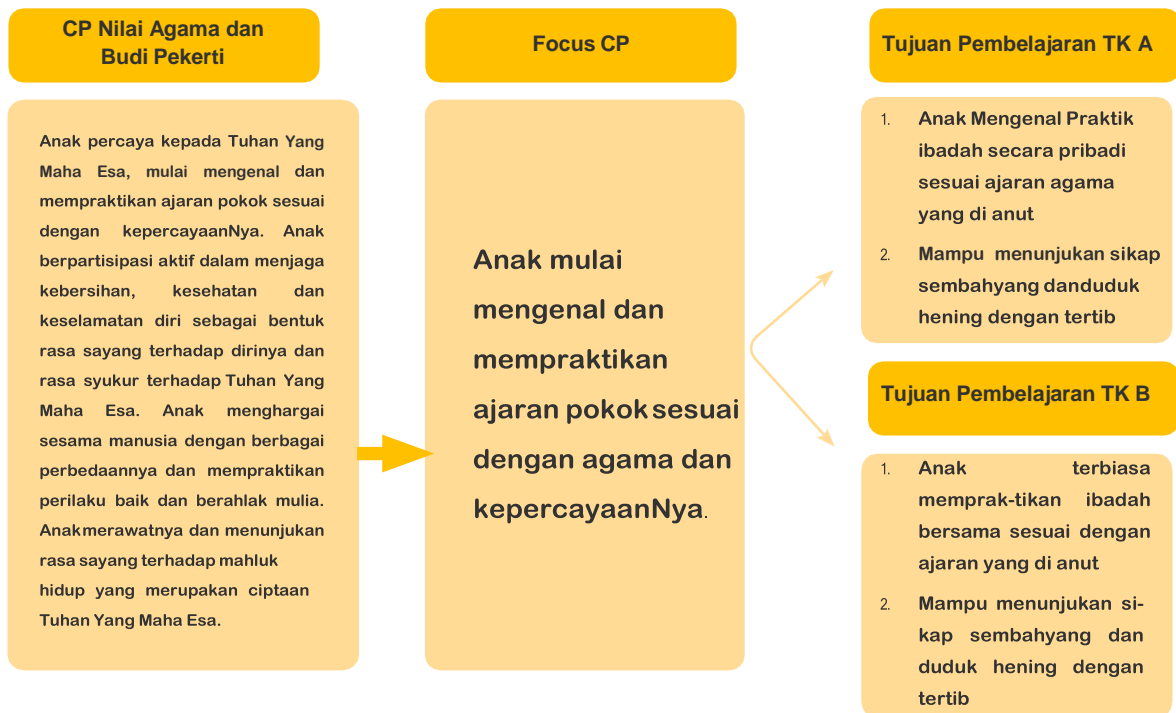 CP Nilai Agama dan
Budi Pekerti
Anak percaya kepada Tuhan Yang
Maha Esa, mulai mengenal dan
mempraktikan ajaran pokok sesuai
dengan kepercayaanNya. Anak
berpartisipasi aktif dalam menjaga
kebersihan, kesehatan dan
keselamatan diri sebagai bentuk
rasa sayang terhadap dirinya dan
rasa syukur terhadap Tuhan Yang
Maha Esa. Anak menghargai
sesama manusia dengan berbagai
perbedaannya dan mempraktikan
perilaku baik dan berahlak mulia.
Anakmerawatnya dan menunjukan
rasa sayang terhadap mahluk
hidup yang merupakan ciptaan
Tuhan Yang Maha Esa.
Focus CP
Anak mulai
mengenal dan
mempraktikan
ajaran pokok sesuai
dengan agama dan
kepercayaanNya.
Tujuan Pembelajaran TK A
1. Anak Mengenal Praktik
ibadah secara pribadi
sesuai ajaran agama
yang di anut
2. Mampu menunjukan sikap
sembahyang danduduk
hening dengan tertib
Tujuan Pembelajaran TK B
1. Anak terbiasa
memprak-tikan ibadah
bersama sesuai dengan
ajaran yang di anut
2. Mampu menunjukan si-
kap sembahyang dan
duduk hening dengan
tertib